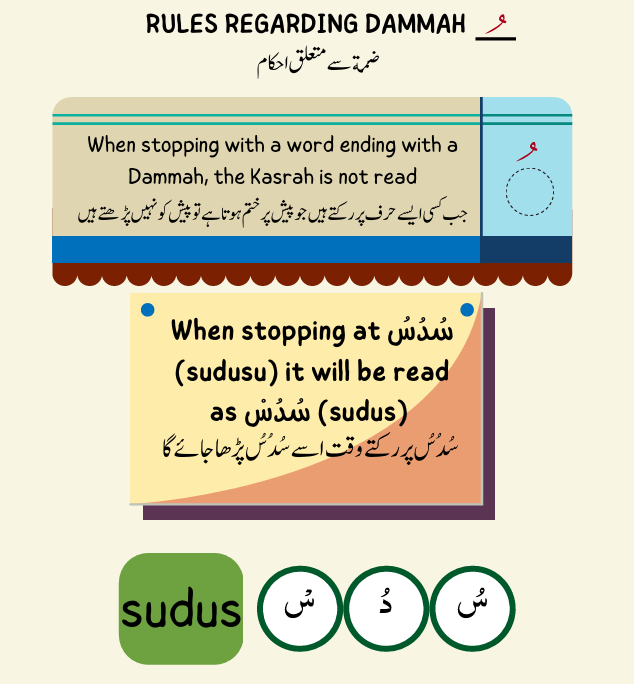 RULES REGARDING DAMMAH ـُ
ضمۃ سے متعلق احکام
When stopping with a word ending with a
Dammah, the Kasrah is not read
جب کسی ایسے حرف پر رکتے ہیں جو پیش پر ختم ہوتا ہے تو پیش کو نہیں پڑھتے ہیں
ـُ
When stopping at سُدُسُ
(sudusu) it will be read
as سُدُسْ (sudus)
سُدُسُ پر رکتے وقت اسے سُدُسُ پڑھا جائے گا
sudus سُ دُ سْ